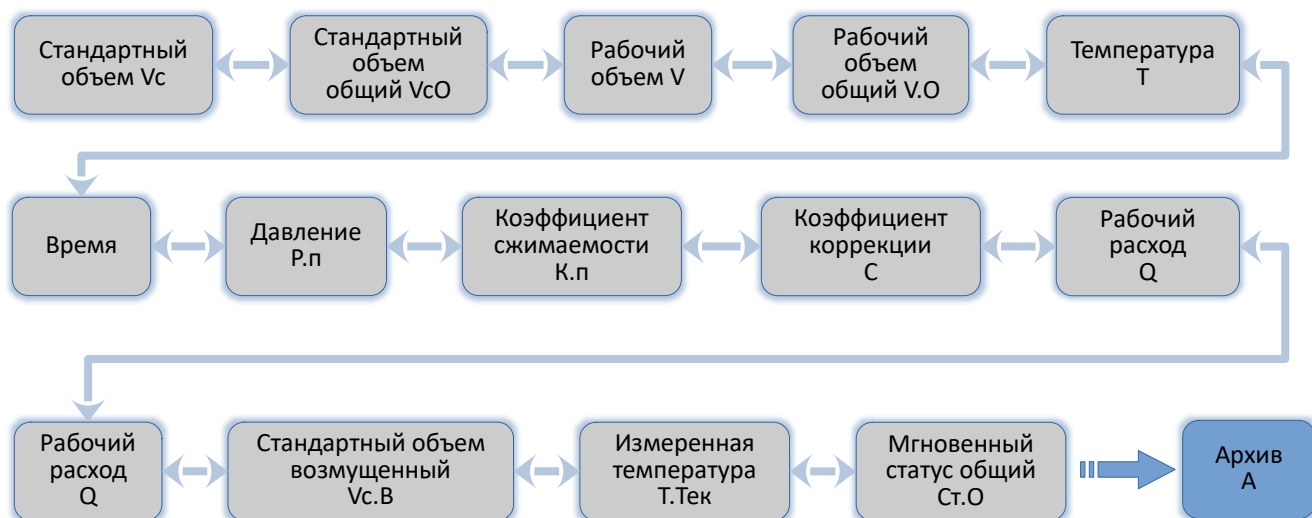 Стандартный
объем Vc
Стандартный
объем
общий VcO
Рабочий
объем V
Рабочий
объем
общий V.O
Температура
T
Время
Давление
P.п
Коэффициент
сжимаемости
К.п
Коэффициент
коррекции
C
Рабочий
расход
Q
Рабочий
расход
Q
Стандартный объем
возмущенный
Vc.B
Измеренная
температура
T.Тек
Мгновенный
статус общий
Ст.O
Архив
А